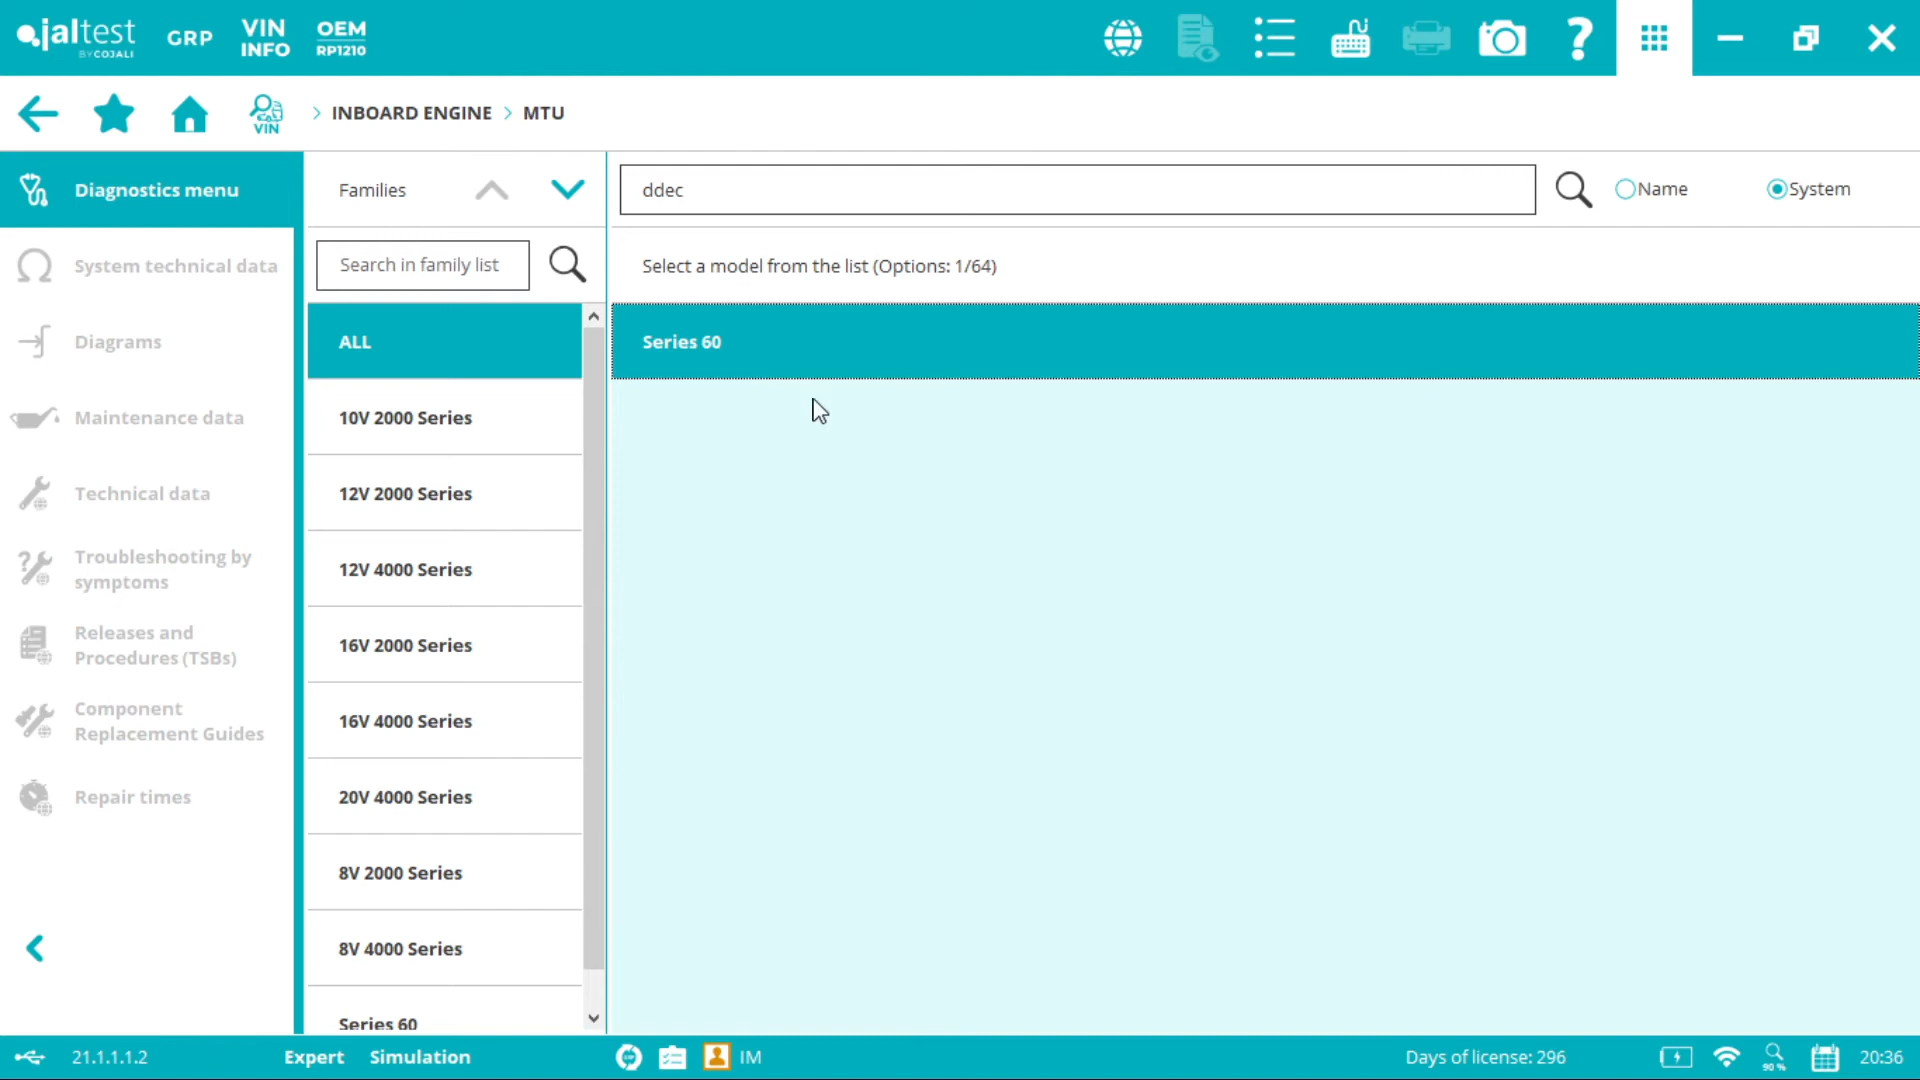 jaltest
BY COJALI
GRP
VIN
INFO
OEM
RP1210
VIN
INBOARD ENGINE
MTU
Diagnostics menu
System technical data
Diagrams
Maintenance data
Technical data
Troubleshooting by
symptoms
Releases and
Procedures (TSBs)
Component
Replacement Guides
Repair times
Families
Search in family list
ALL
10V 2000 Series
12V 2000 Series
12V 4000 Series
16V 2000 Series
16V 4000 Series
20V 4000 Series
8V 2000 Series
8V 4000 Series
Series 60
ddec
Name
System
Select a model from the list (Options: 1/64)
Series 60
21.1.1.1.2
Expert
Simulation
IM
Days of license: 296
90 %
20:36